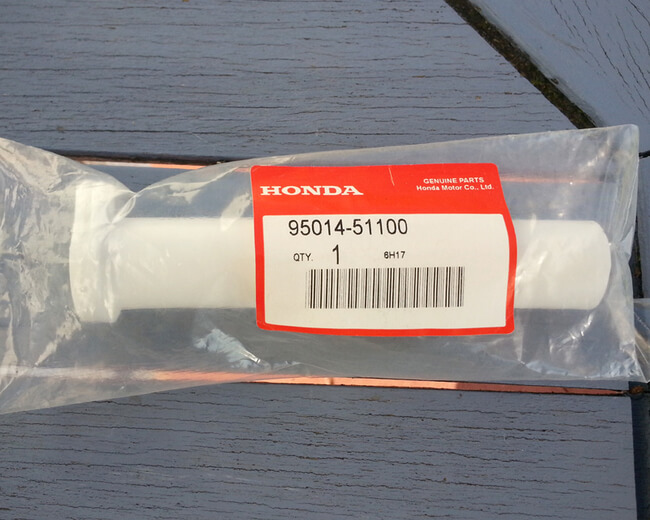 HONDA
GENUINE PARTS
Honda Motor Co., Ltd.
95014-51100
QTY. 1 6H17